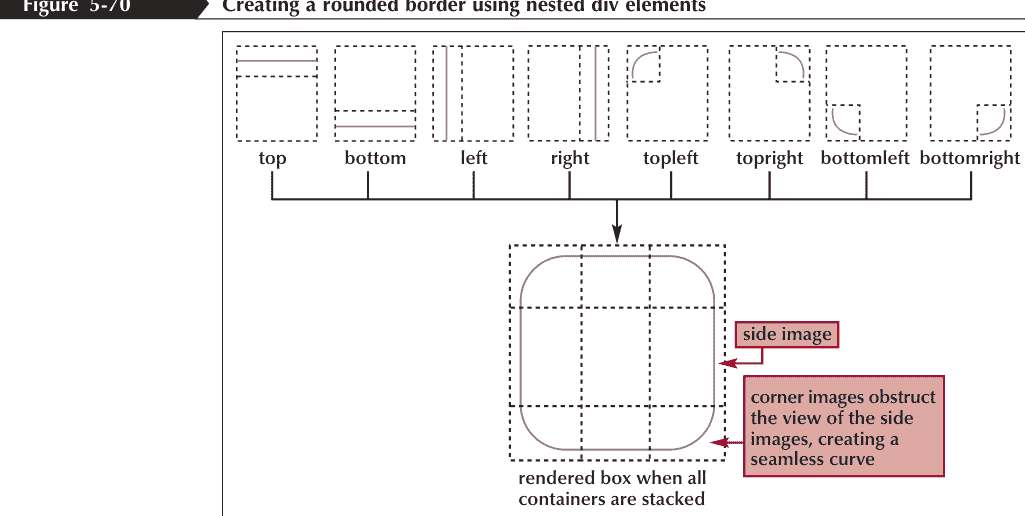 Figure 5-70
Creating a rounded border using nested div elements
top
bottom
left
right
topleft
topright
bottomleft
bottomright
side image
corner images obstruct
the view of the side
images, creating a
seamless curve
rendered box when all
containers are stacked